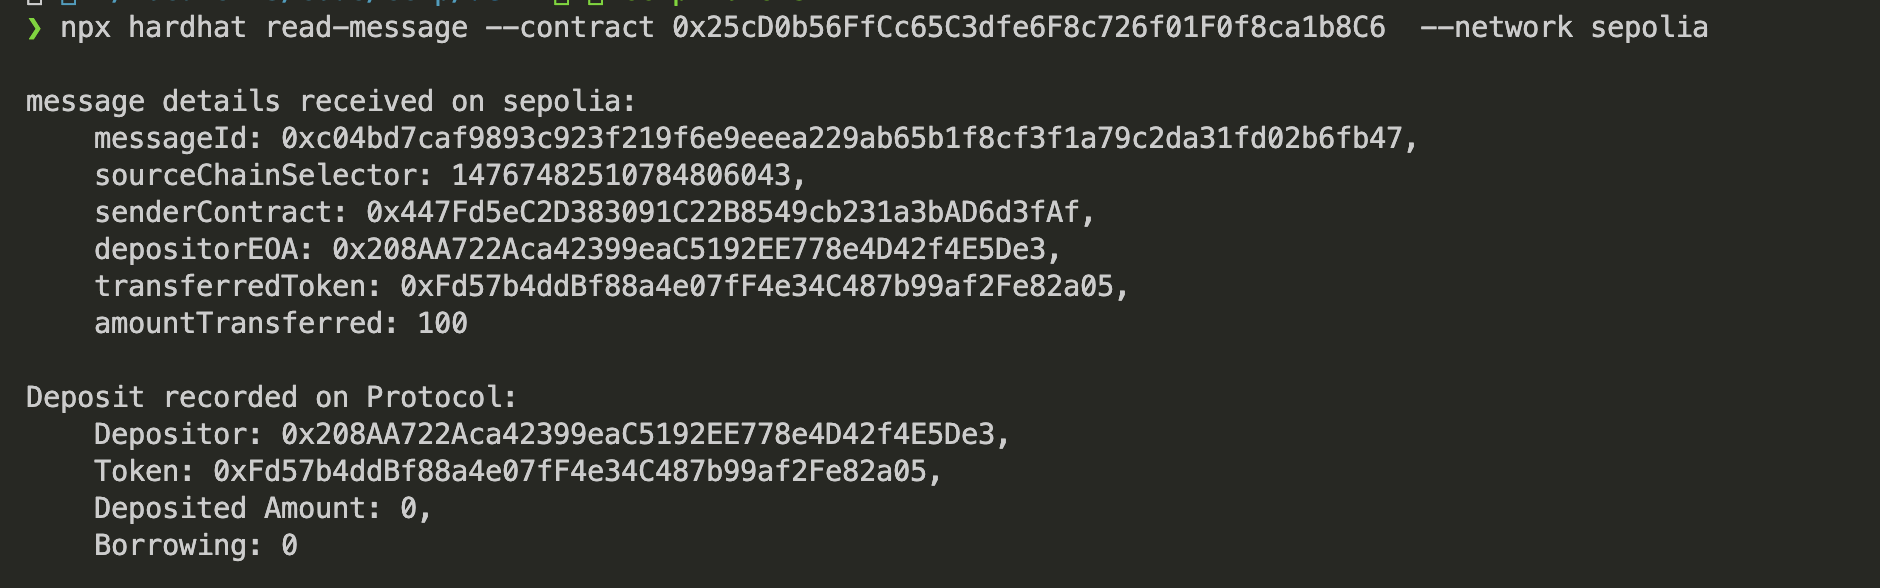 ❯ npx hardhat read-message --contract 0x25cD0b56FfCc65C3dfe6F8c726f01F0f8ca1b8C6 --network sepolia
message details received on sepolia:
messageId: 0xc04bd7caf9893c923f219f6e9eeea229ab65b1f8cf3f1a79c2da31fd02b6fb47,
sourceChainSelector: 14767482510784806043,
senderContract: 0x447Fd5eC2D383091C22B8549cb231a3bAD6d3fAf,
depositorEOA: 0x208AA722Aca42399eaC5192EE778e4D42f4E5De3,
transferredToken: 0xFd57b4ddBf88a4e07fF4e34C487b99af2Fe82a05,
amountTransferred: 100
Deposit recorded on Protocol:
Depositor: 0x208AA722Aca42399eaC5192EE778e4D42f4E5De3,
Token: 0xFd57b4ddBf88a4e07fF4e34C487b99af2Fe82a05,
Deposited Amount: 0,
Borrowing: 0